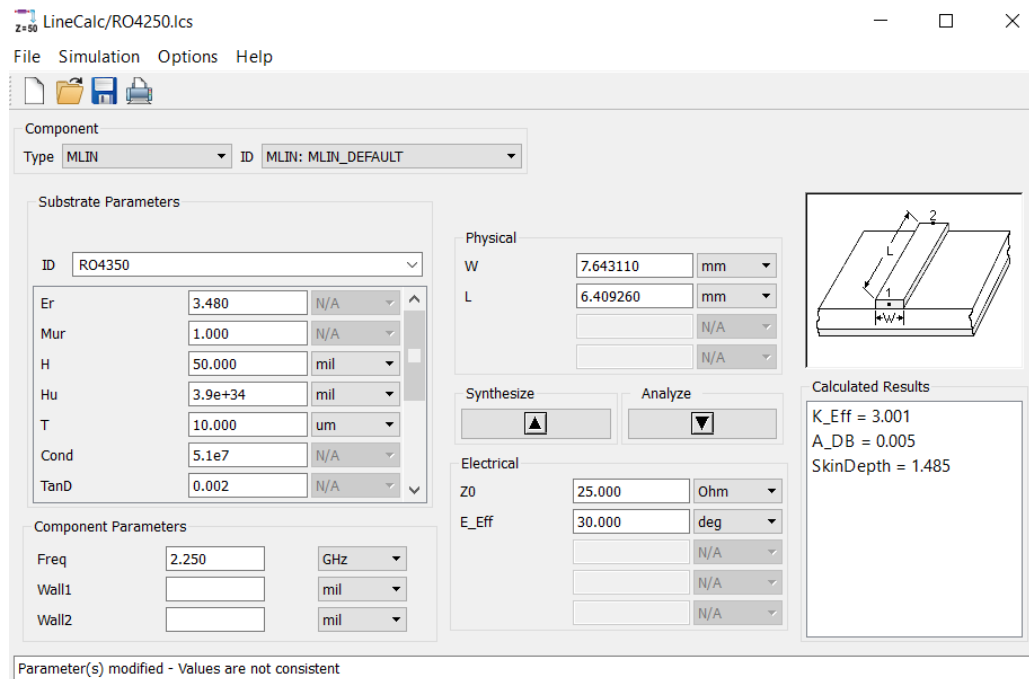 Z=50 LineCalc/RO4250.lcs
File Simulation Options Help
Component
Type MLIN ID MLIN: MLIN_DEFAULT
Substrate Parameters
ID RO4350
Er 3.480 N/A
Mur 1.000 N/A
H 50.000 mil
Hu 3.9e+34 mil
T 10.000 um
Cond 5.1e7 N/A
TanD 0.002 N/A
Component Parameters
Freq 2.250 GHz
Wall1 mil
Wall2 mil
Physical
W 7.643110 mm
L 6.409260 mm
N/A
N/A
Synthesize Analyze
Electrical
Z0 25.000 Ohm
E_Eff 30.000 deg
N/A
N/A
N/A
2
L
1
W
Calculated Results
K_Eff = 3.001
A_DB = 0.005
SkinDepth = 1.485
Parameter(s) modified - Values are not consistent